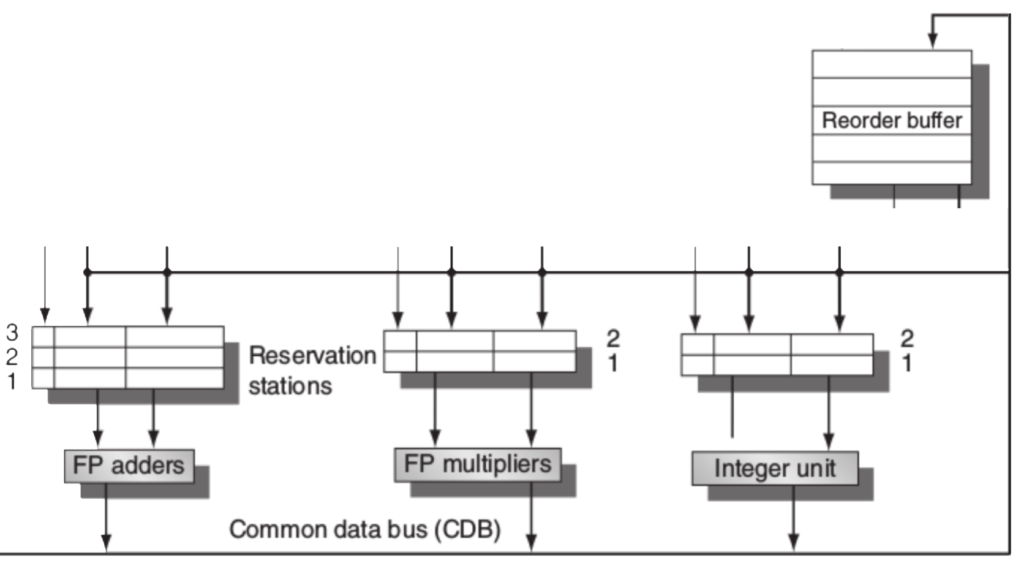 Reorder buffer
3
2
1
Reservation
stations
2
1
2
1
FP adders
FP multipliers
Integer unit
Common data bus (CDB)